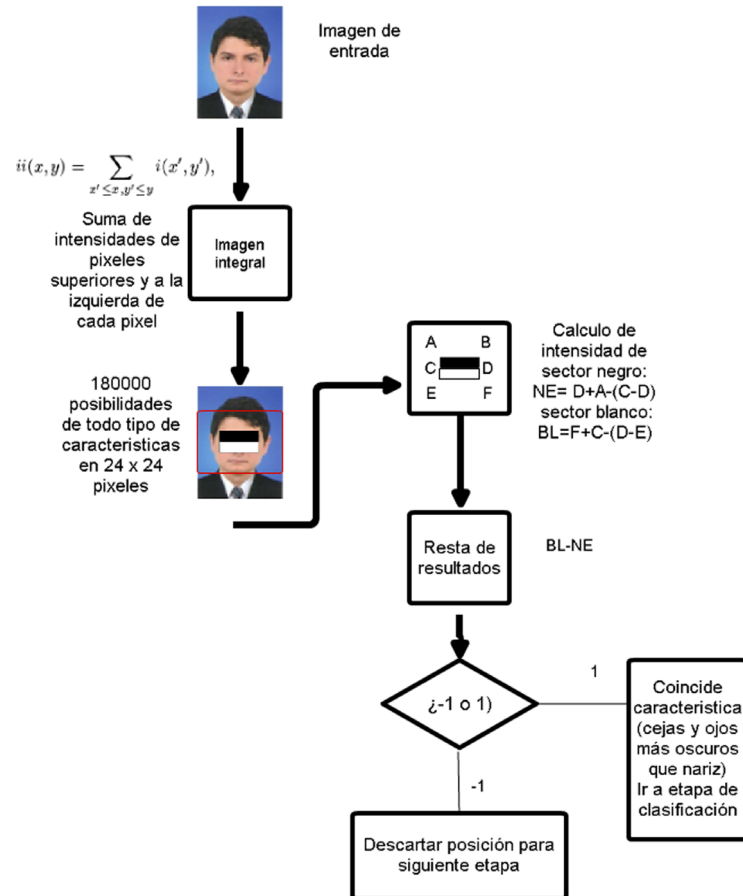 Imagen de
entrada
ii(x, y) = ∑ i(x′, y′),
x′≤x,y′≤y
Suma de
intensidades de
pixeles
superiores y a la
izquierda de
cada pixel
Imagen
integral
180000
posibilidades
de todo tipo de
caracteristicas
en 24 x 24
pixeles
A B
C D
E F
Calculo de
intensidad de
sector negro:
NE= D+A-(C-D)
sector blanco:
BL=F+C-(D-E)
Resta de
resultados
BL-NE
¿-1 o 1)
1
Coincide
caracteristica
(cejas y ojos
más oscuros
que nariz)
Ir a etapa de
clasificación
-1
Descartar posición para
siguiente etapa